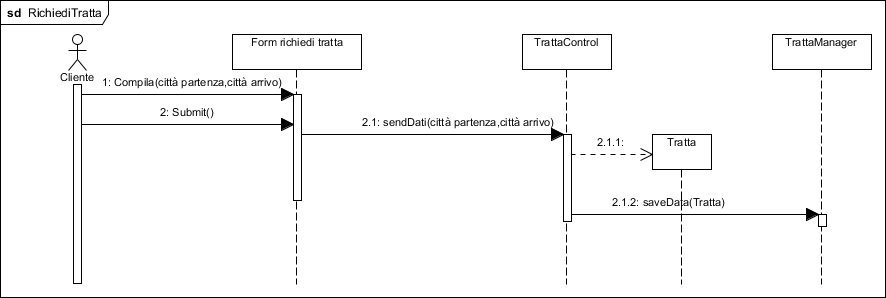 sd RichiediTratta
Form richiedi tratta
TrattaControl
TrattaManager
Cliente
1: Compila(città partenza,città arrivo)
2: Submit()
2.1: sendDati(città partenza,città arrivo)
2.1.1:
Tratta
2.1.2: saveData(Tratta)